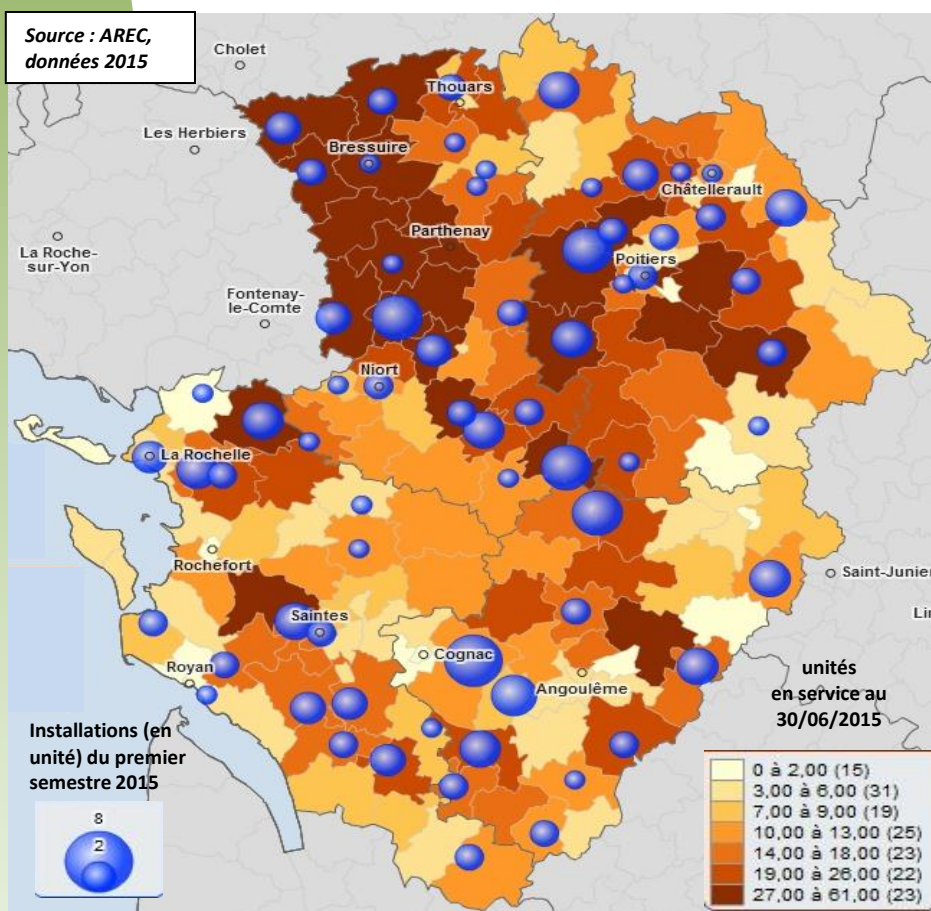 Source : AREC,
données 2015
Cholet
Thouars
Les Herbiers
Bressuire
Châtellerault
La Roche-
sur-Yon
Parthenay
Poitiers
Fontenay-
le-Comte
Niort
La Rochelle
Rochefort
Saint-Junien
Saintes
Cognac
Royan
Angoulême
unités
en service au
30/06/2015
Installations (en
unité) du premier
semestre 2015
8
2
0 à 2,00 (15)
3,00 à 6,00 (31)
7,00 à 9,00 (19)
10,00 à 13,00 (25)
14,00 à 18,00 (23)
19,00 à 26,00 (22)
27,00 à 61,00 (23)